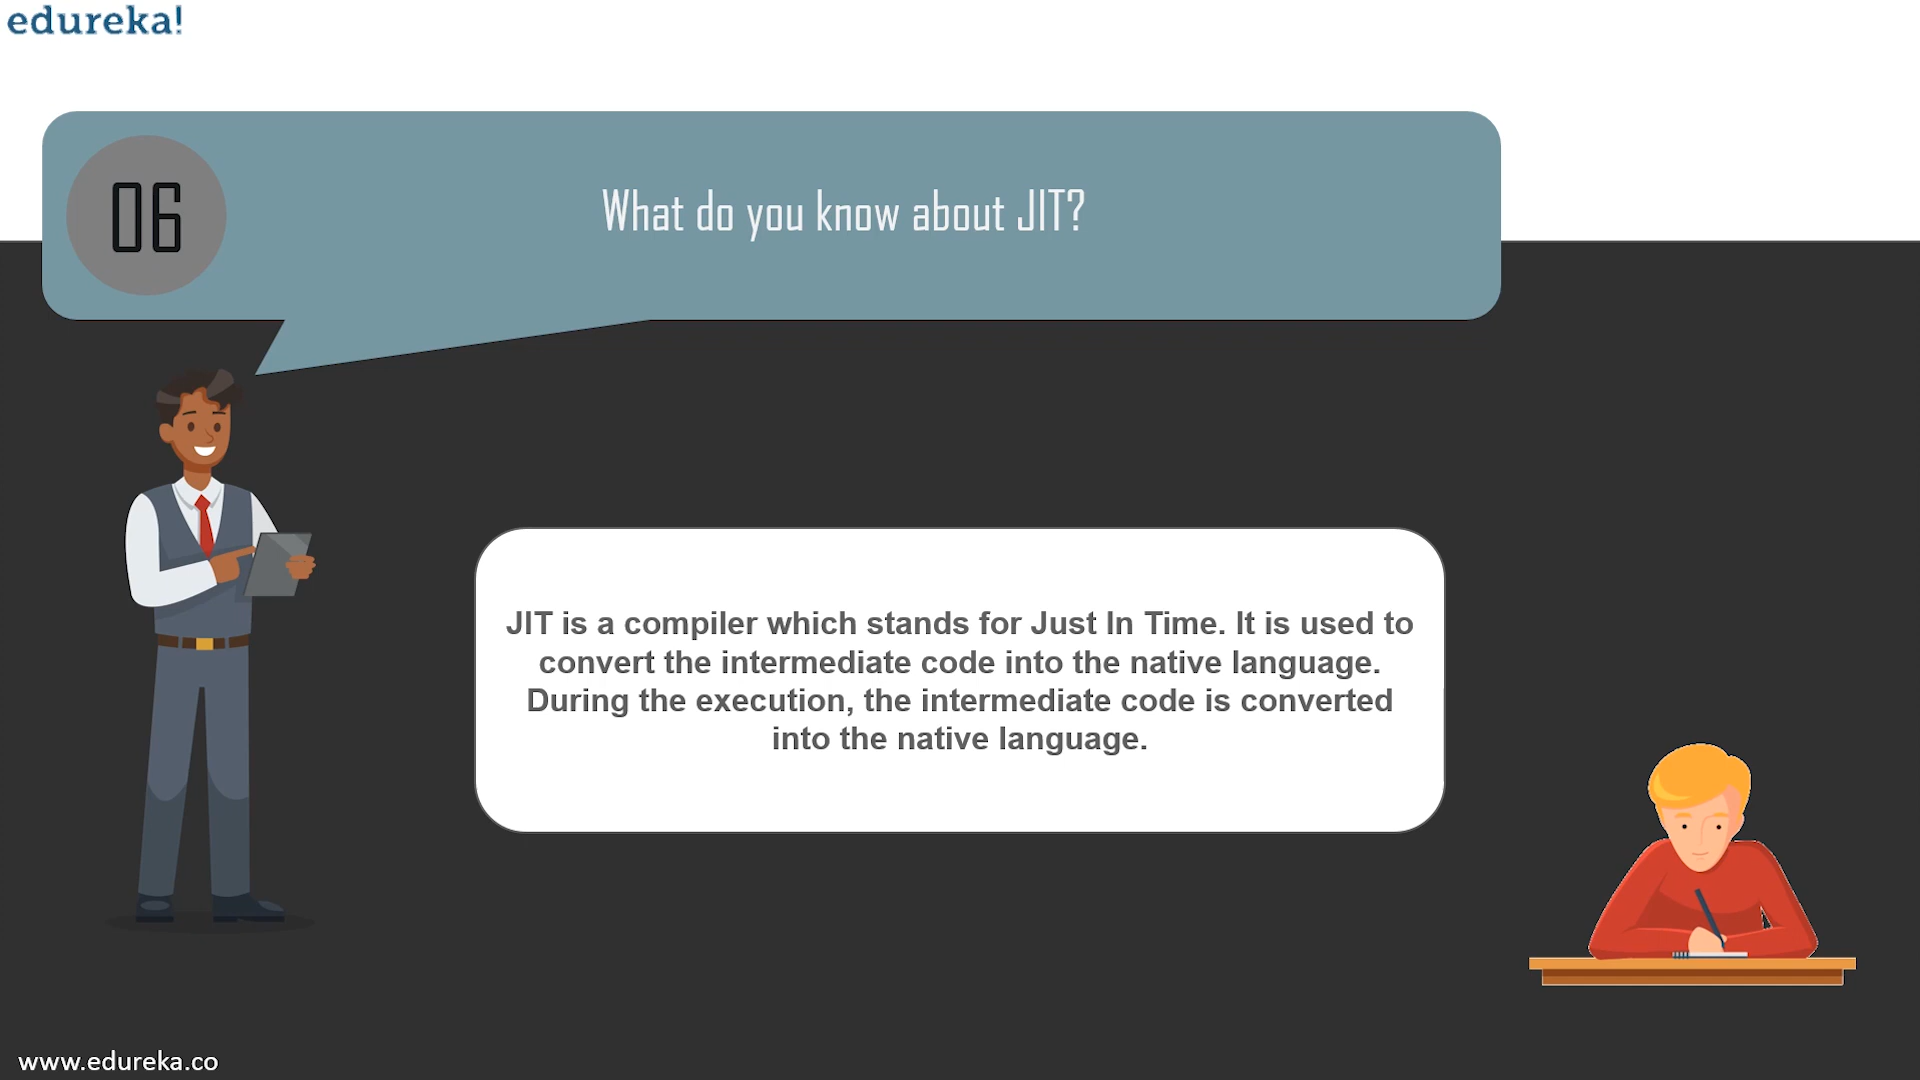 edureka!
06
What do you know about JIT?
JIT is a compiler which stands for Just In Time. It is used to
convert the intermediate code into the native language.
During the execution, the intermediate code is converted
into the native language.
www.edureka.co